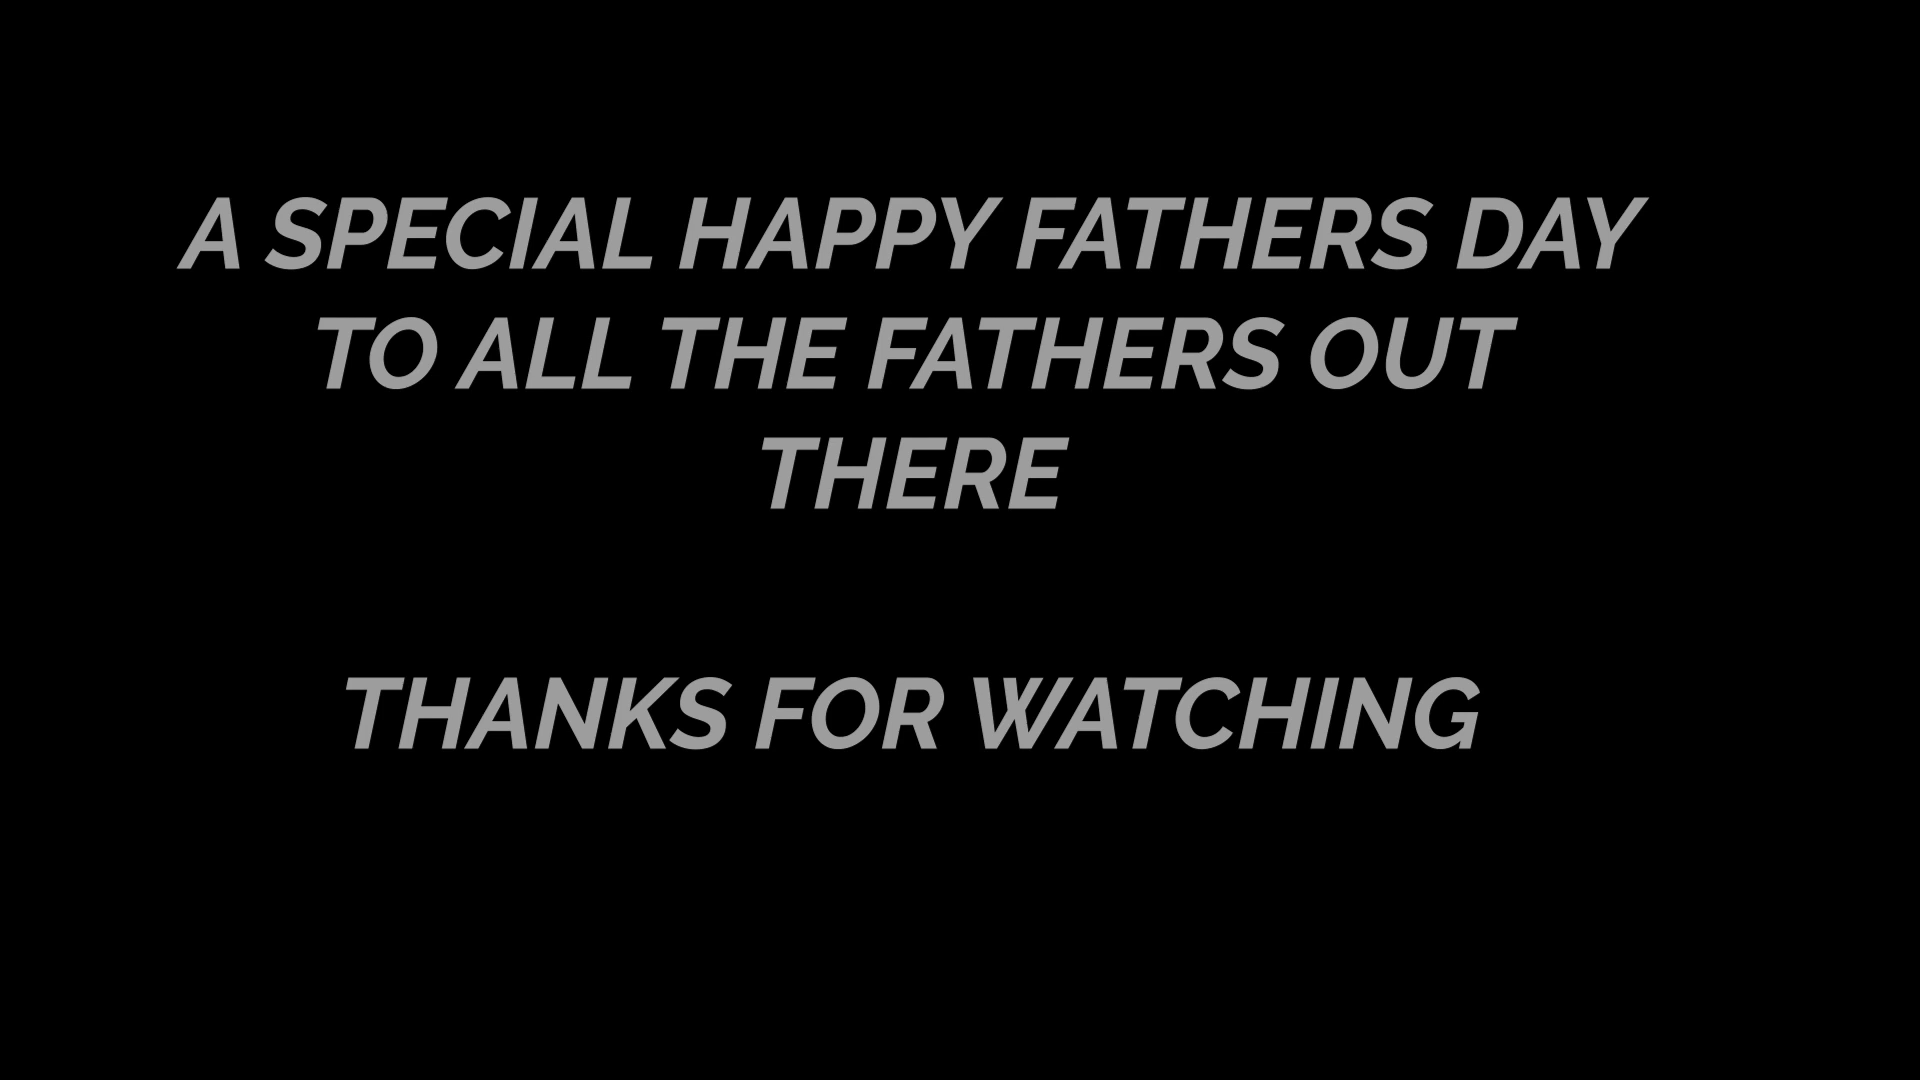 A SPECIAL HAPPY FATHERS DAY
TO ALL THE FATHERS OUT
THERE
THANKS FOR WATCHING